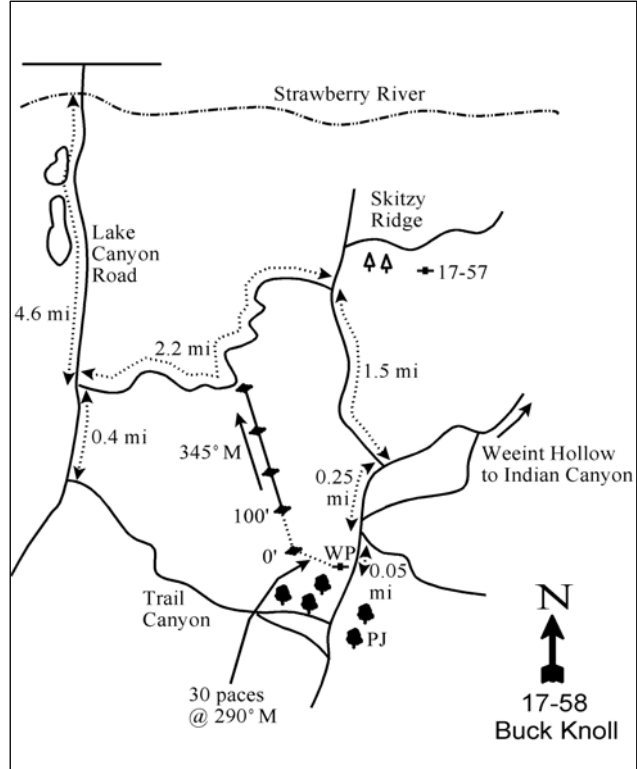 Strawberry River
Skitzy
Ridge
17-57
Lake
Canyon
Road
4.6 mi
2.2 mi
1.5 mi
0.4 mi
345° M
Weeint Hollow
to Indian Canyon
0.25
mi
100'
0'
WP
0.05
mi
Trail
Canyon
PJ
30 paces
@ 290° M
N
17-58
Buck Knoll